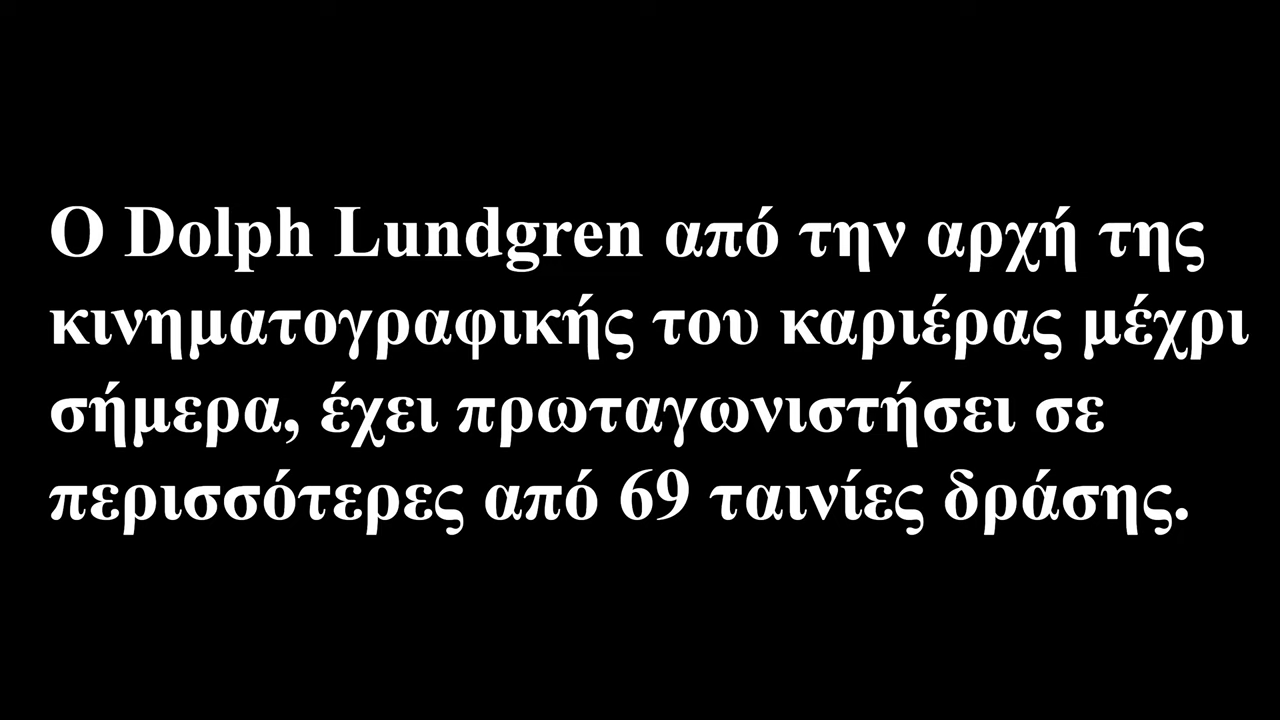 Ο Dolph Lundgren από την αρχή της
κινηματογραφικής του καριέρας μέχρι
σήμερα, έχει πρωταγωνιστήσει σε
περισσότερες από 69 ταινίες δράσης.